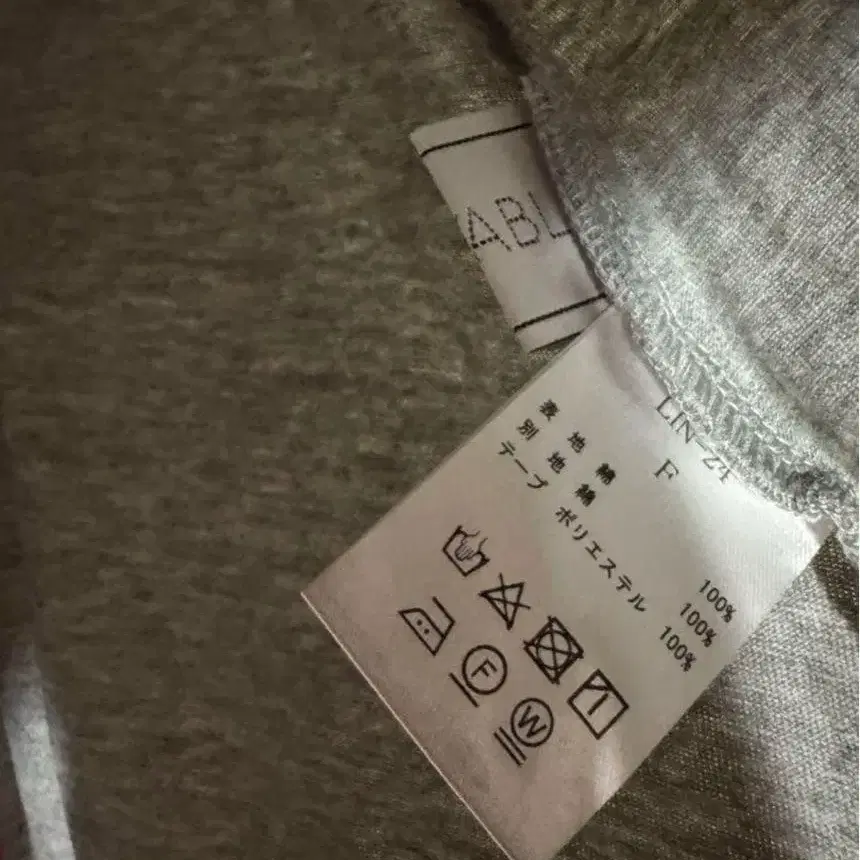 ABL
LIN-24
F
表 地 綿 100%
別 地 綿 100%
テープ ポリエステル 100%
F
W